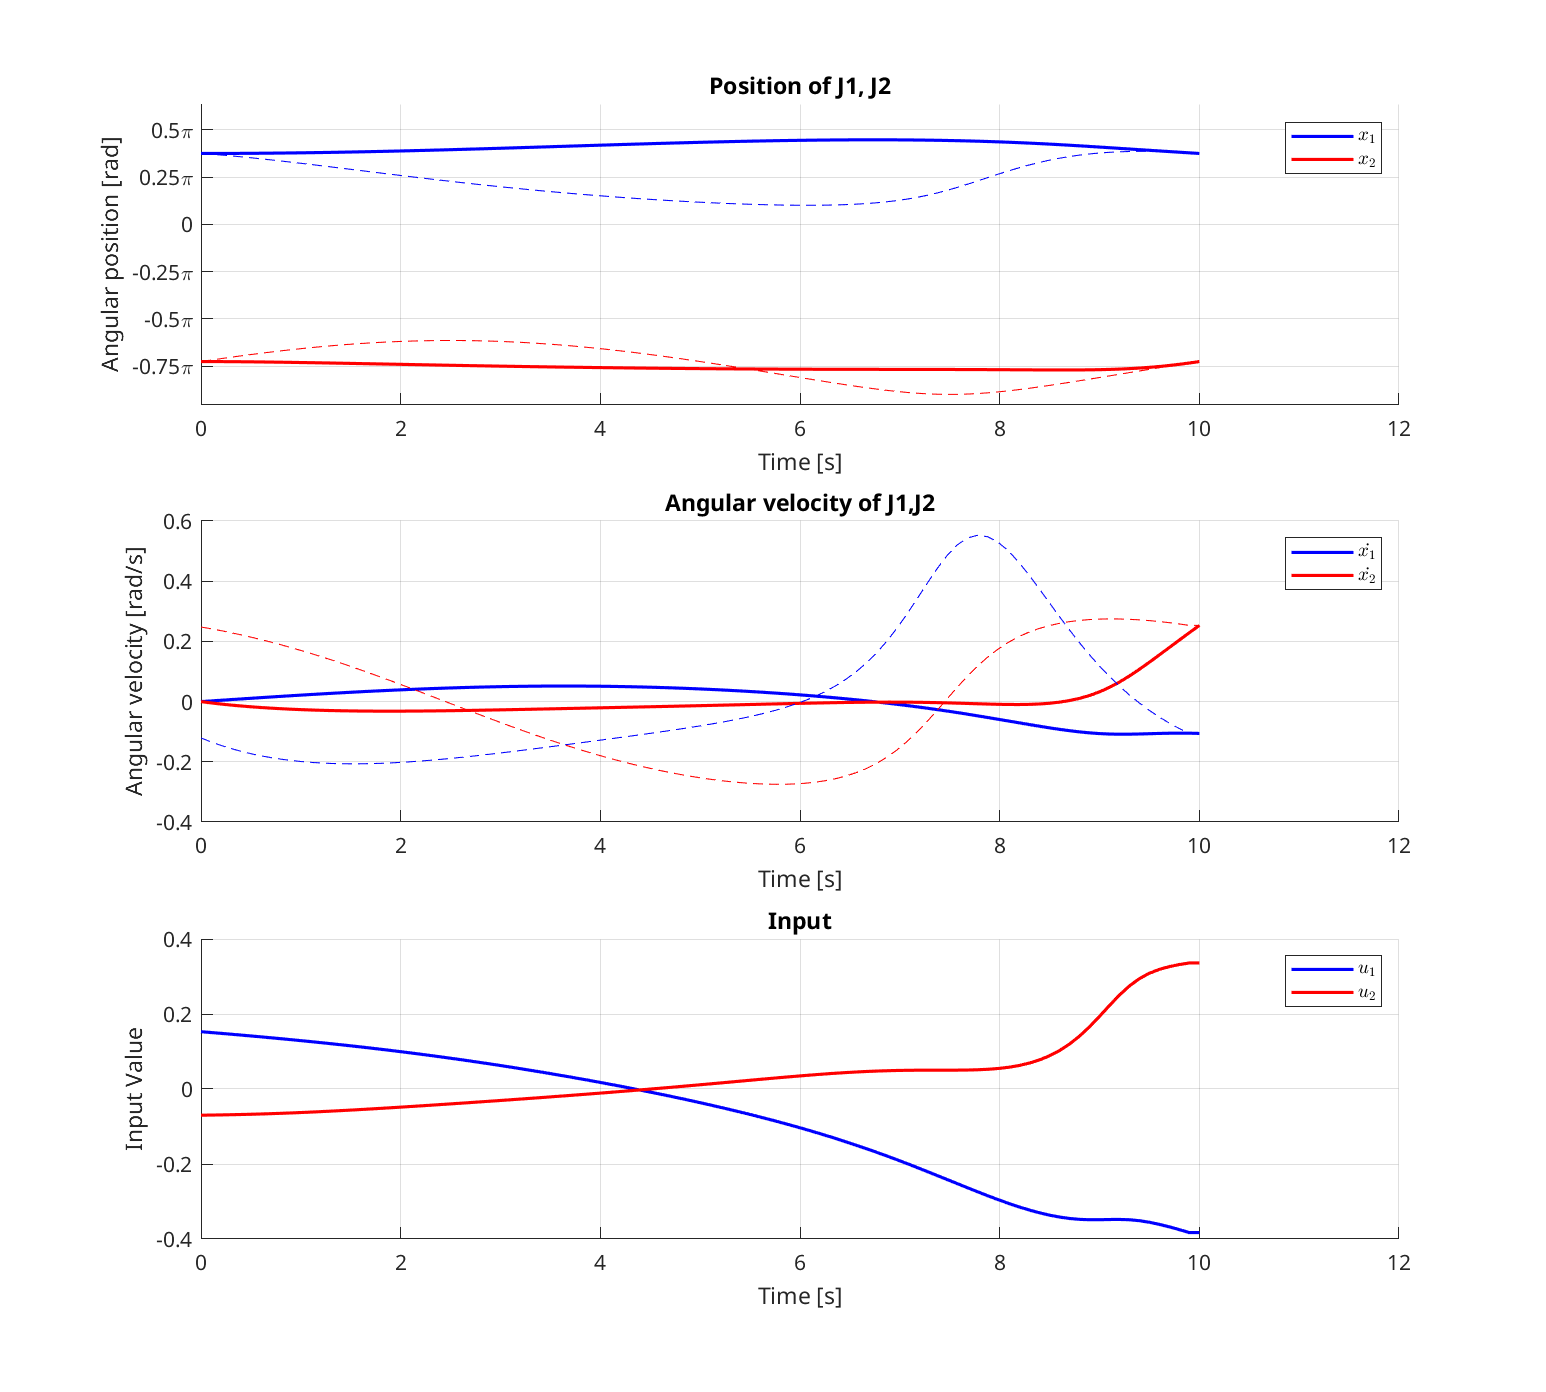 Position of J1, J2
0.5π
0.25π
0
-0.25π
-0.5π
-0.75π
Angular position [rad]
x₁
x₂
0 2 4 6 8 10 12
Time [s]
Angular velocity of J1,J2
0.6
0.4
0.2
0
-0.2
-0.4
Angular velocity [rad/s]
ẋ₁
ẋ₂
0 2 4 6 8 10 12
Time [s]
Input
0.4
0.2
0
-0.2
-0.4
Input Value
u₁
u₂
0 2 4 6 8 10 12
Time [s]